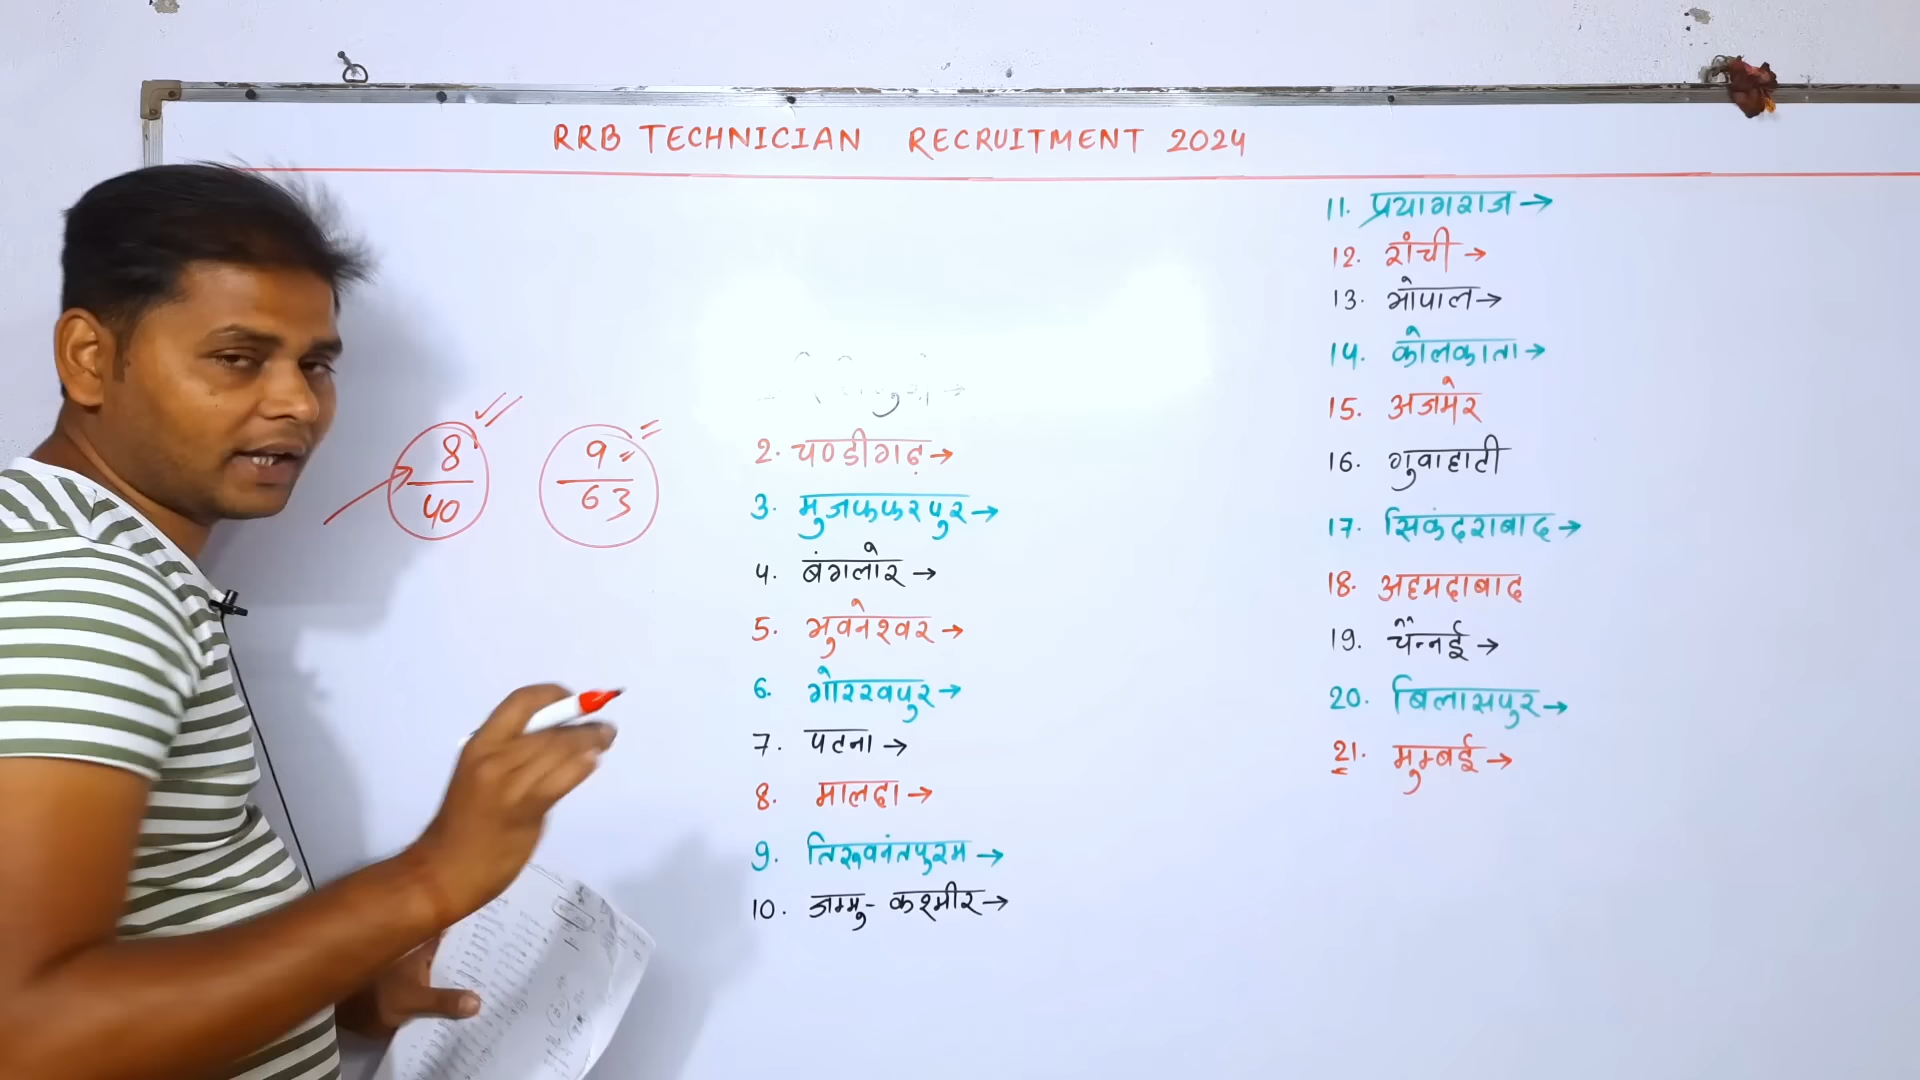 RRB TECHNICIAN RECRUITMENT 2024
8
40
9
63
2. चण्डीगढ़ →
3. मुजफ्फरपुर →
4. बंगलोर →
5. भुवनेश्वर →
6. गोरखपुर →
7. पटना →
8. मालदा →
9. तिरुवनंतपुरम →
10. जम्मु- कश्मीर →
11. प्रयागराज →
12. रांची →
13. भोपाल →
14. कोलकाता →
15. अजमेर
16. गुवाहाटी
17. सिकंदराबाद →
18. अहमदाबाद
19. चैन्नई →
20. बिलासपुर →
21. मुम्बई →